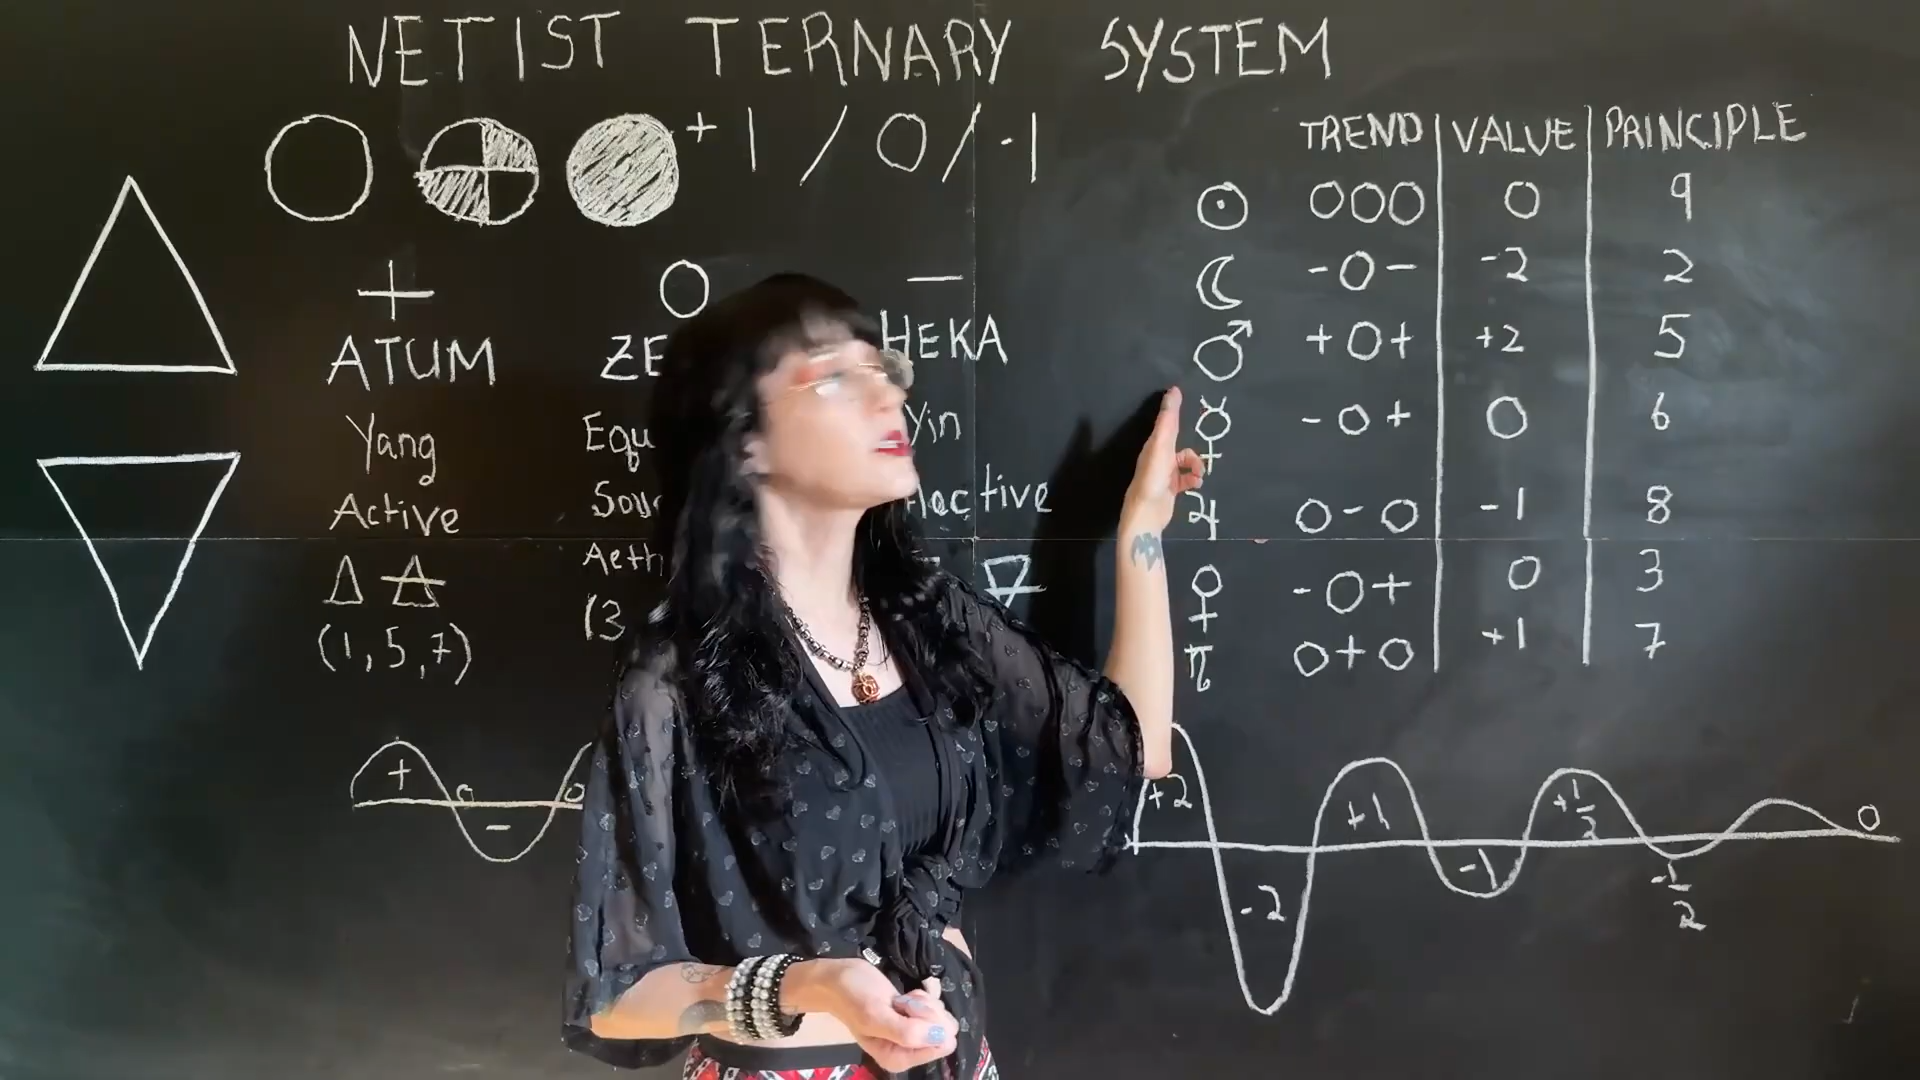 NETIST TERNARY SYSTEM
+1 / 0 / -1
+ O —
ATUM HEKA
Yang Yin
Active
(1,5,7)
+ 0 - 0
TREND VALUE PRINCIPLE
☉ 000 0 9
☾ -0- -2 2
♂ +0+ +2 5
☿ -0+ 0 6
♃ 0-0 -1 8
♀ -0+ 0 3
♄ 0+0 +1 7
+2 -2 +1 -1 +1/2 -1/2 0